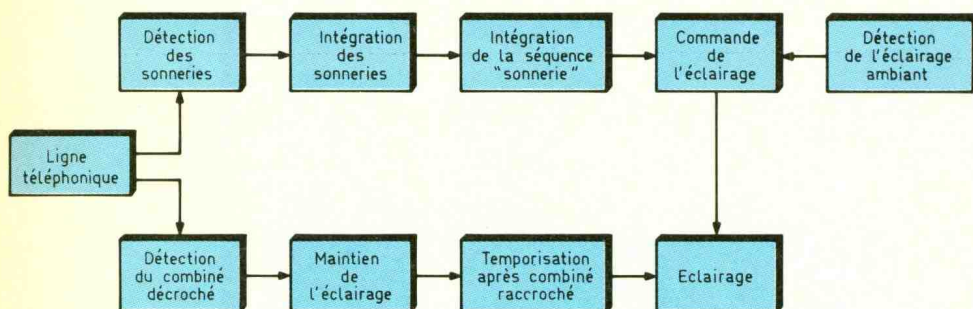 Détection
des
sonneries
Intégration
des
sonneries
Intégration
de la séquence
"sonnerie"
Commande
de
l'éclairage
Détection
de l'éclairage
ambiant
Ligne
téléphonique
Détection
du combiné
décroché
Maintien
de
l'éclairage
Temporisation
après combiné
raccroché
Eclairage